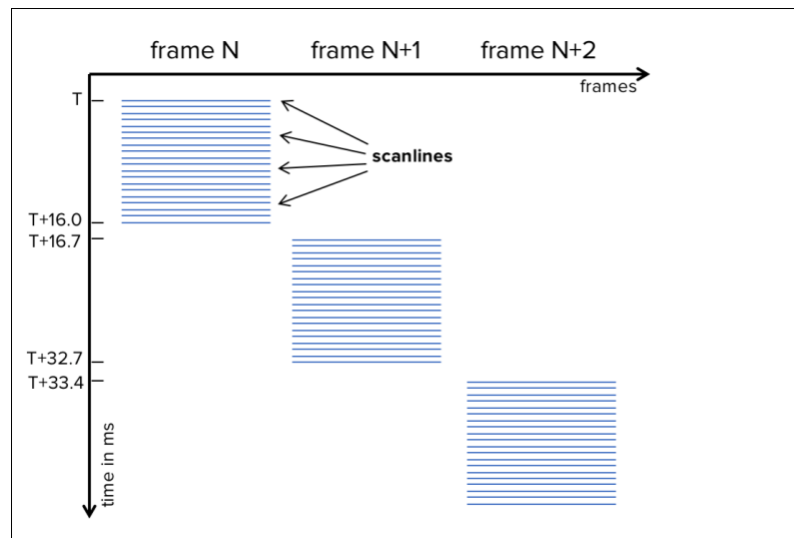 frame N
frame N+1
frame N+2
frames
T
scanlines
T+16.0
T+16.7
T+32.7
T+33.4
time in ms